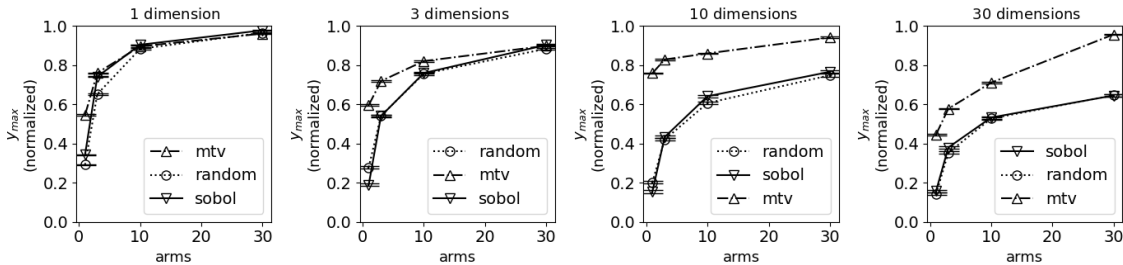 1 dimension
y_max
(normalized)
1.0
0.8
0.6
0.4
0.2
0.0
mtv
random
sobol
0 10 20 30
arms
3 dimensions
y_max
(normalized)
1.0
0.8
0.6
0.4
0.2
0.0
random
mtv
sobol
0 10 20 30
arms
10 dimensions
y_max
(normalized)
1.0
0.8
0.6
0.4
0.2
0.0
random
sobol
mtv
0 10 20 30
arms
30 dimensions
y_max
(normalized)
1.0
0.8
0.6
0.4
0.2
0.0
sobol
random
mtv
0 10 20 30
arms